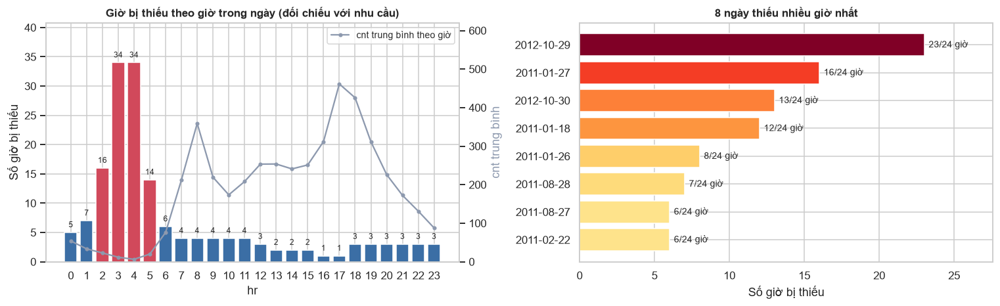 Giờ bị thiếu theo giờ trong ngày (đối chiếu với nhu cầu)
cnt trung bình theo giờ
Số giờ bị thiếu
40
35
30
25
20
15
10
5
0
5 7 16 34 34 14 6 4 4 4 4 4 3 2 2 2 1 1 3 3 3 3 3 3
600
500
400
300
200
100
0
cnt trung bình
0 1 2 3 4 5 6 7 8 9 10 11 12 13 14 15 16 17 18 19 20 21 22 23
hr
8 ngày thiếu nhiều giờ nhất
2012-10-29 23/24 giờ
2011-01-27 16/24 giờ
2012-10-30 13/24 giờ
2011-01-18 12/24 giờ
2011-01-26 8/24 giờ
2011-08-28 7/24 giờ
2011-08-27 6/24 giờ
2011-02-22 6/24 giờ
0 5 10 15 20 25
Số giờ bị thiếu